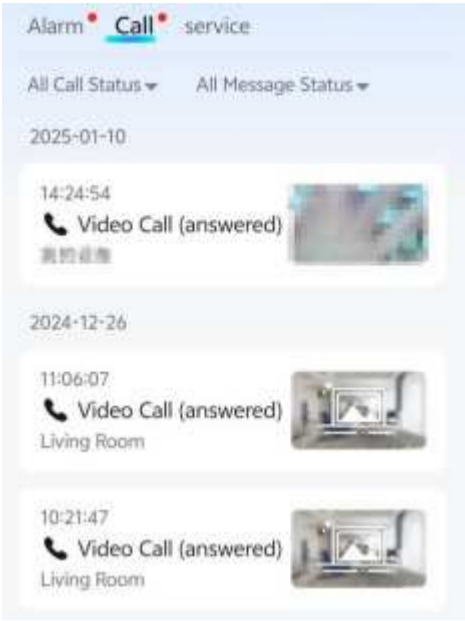 Alarm Call service
All Call Status All Message Status
2025-01-10
14:24:54
Video Call (answered)
2024-12-26
11:06:07
Video Call (answered)
Living Room
10:21:47
Video Call (answered)
Living Room